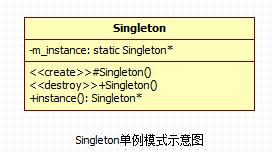 Singleton
-m_instance: static Singleton*
<<create>>#Singleton()
<<destroy>>+Singleton()
+instance(): Singleton*
Singleton单例模式示意图